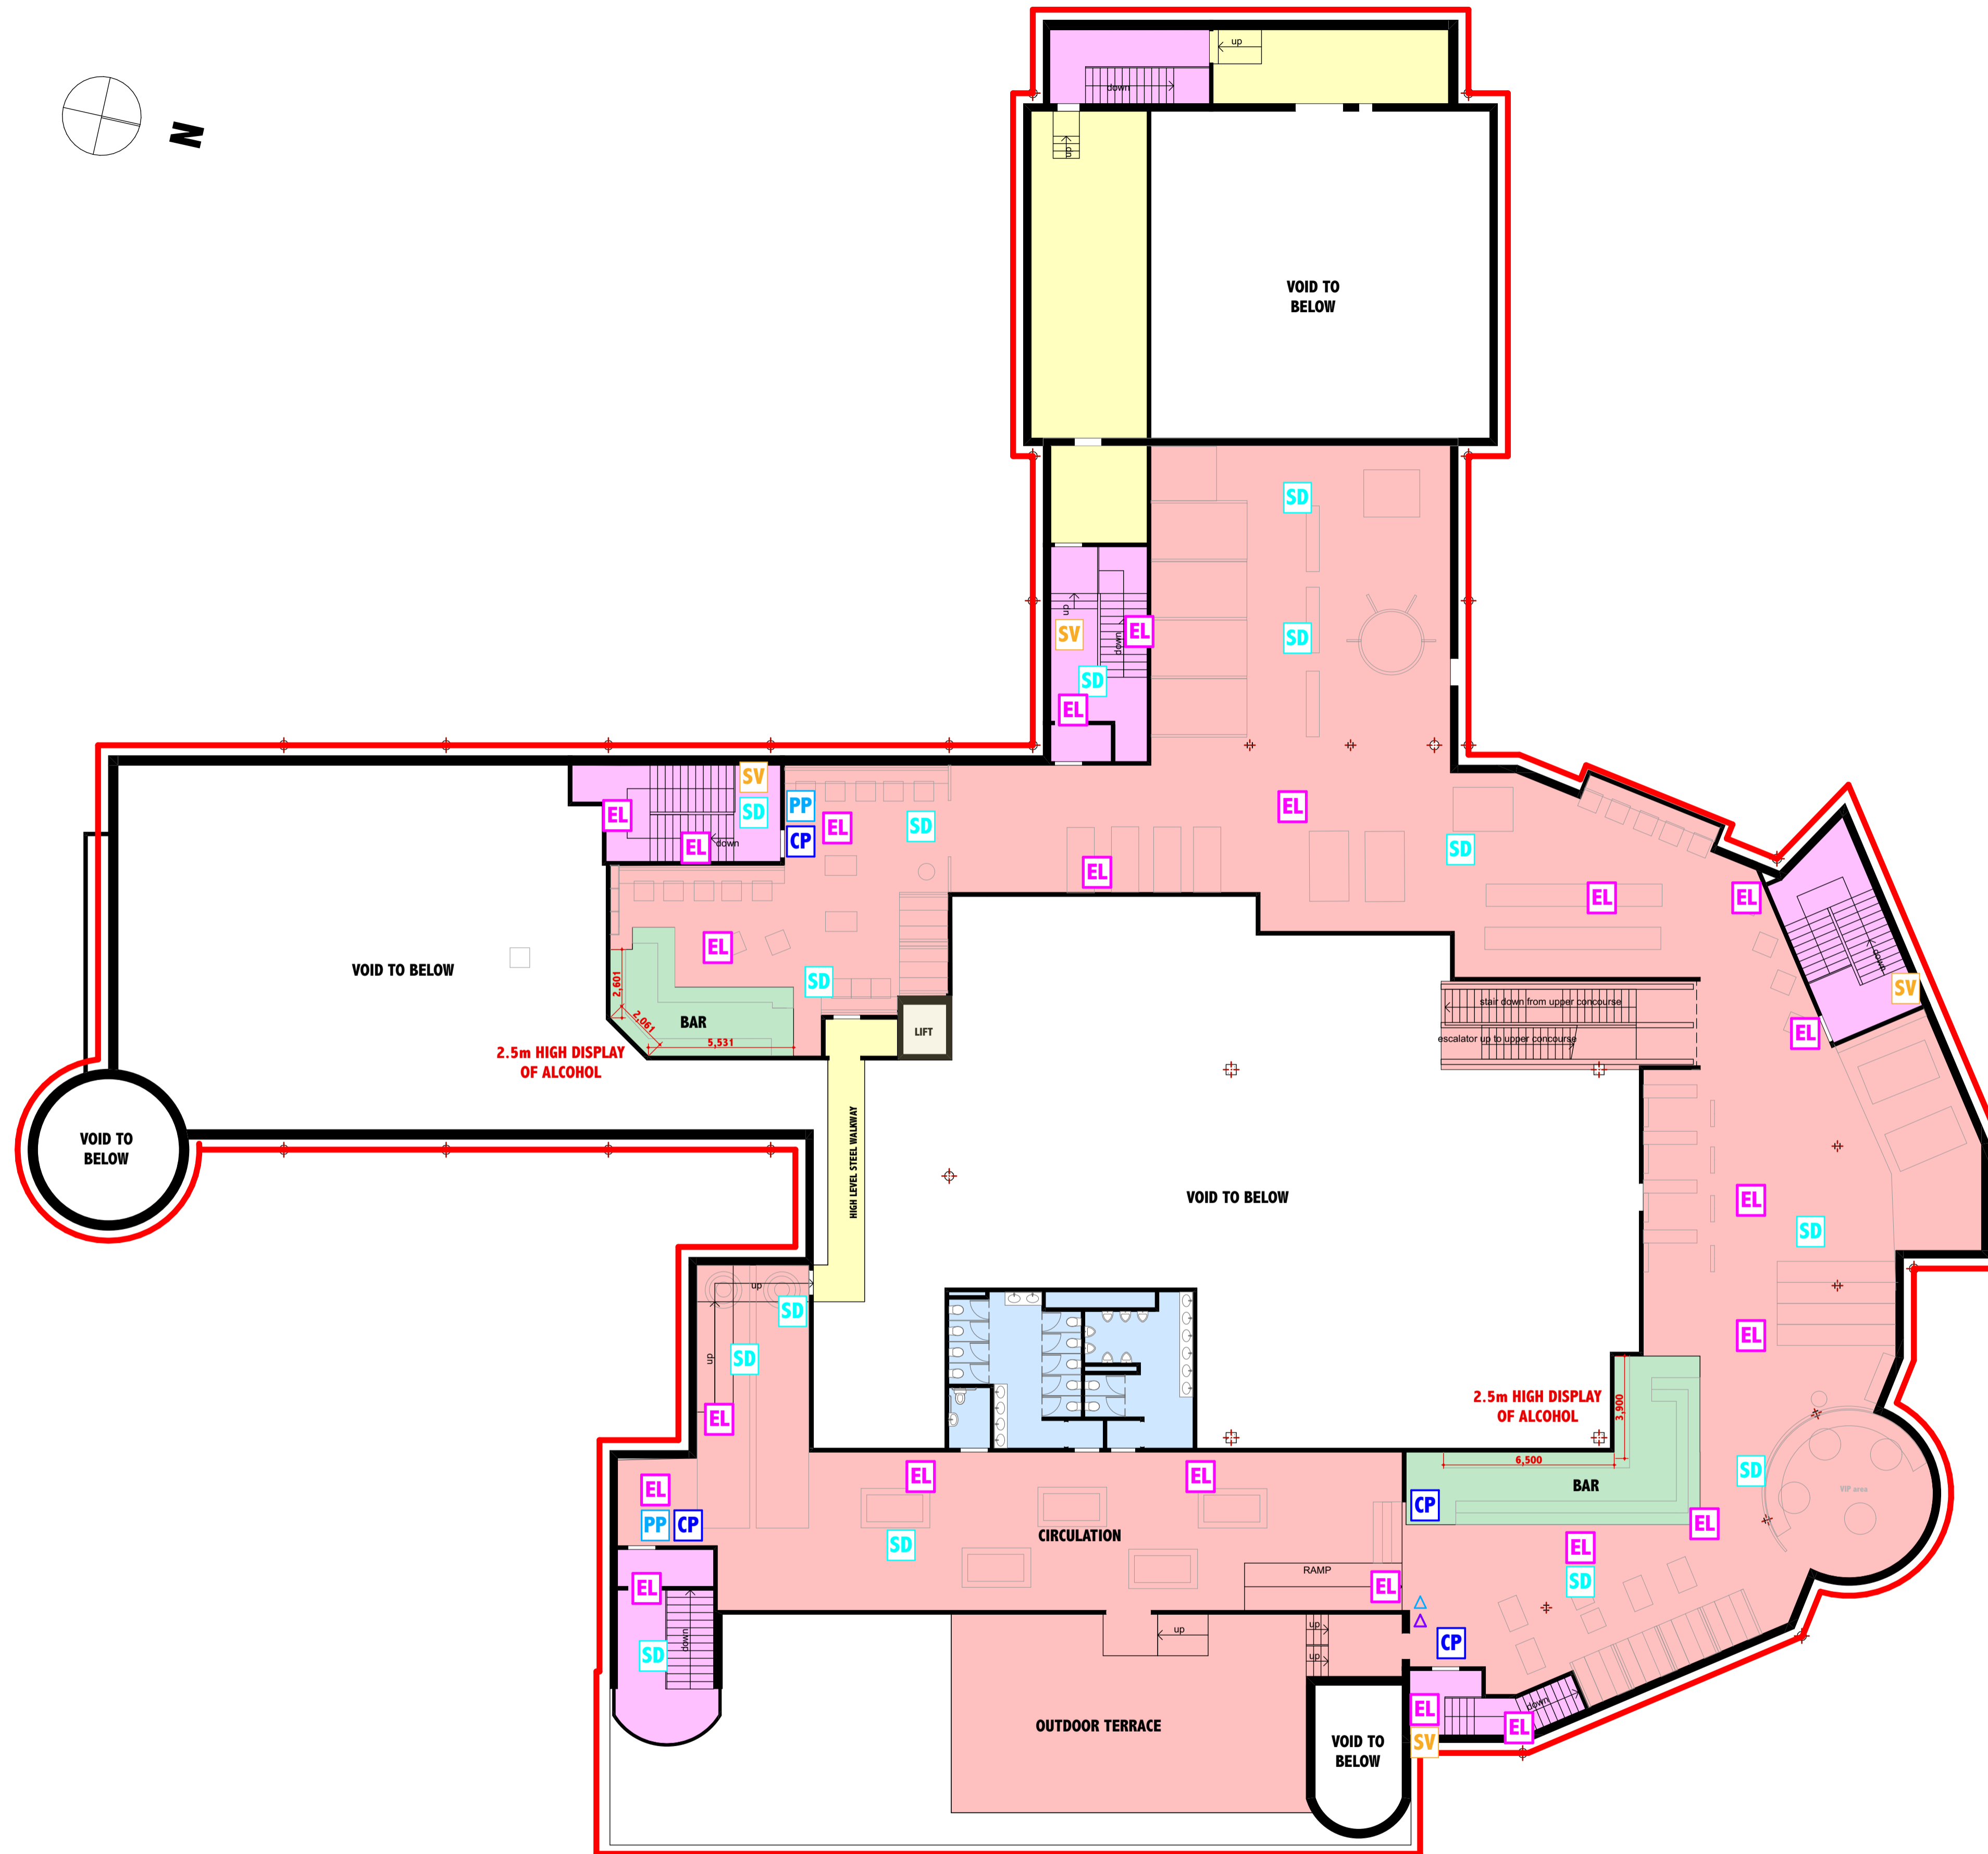 up
down
N
up
VOID TO
BELOW
SD
SV
EL
SD
down
up
SD
EL
SV
EL
SD
PP
EL
SD
CP
EL
down
EL
SD
EL
EL
EL
EL
SD
down
SV
2,601
2,061
BAR
5,531
LIFT
2.5m HIGH DISPLAY
OF ALCOHOL
VOID TO BELOW
stair down from upper concourse
escalator up to upper concourse
EL
VOID TO
BELOW
HIGH LEVEL STEEL WALKWAY
VOID TO BELOW
EL
SD
up
SD
up
SD
EL
EL
2.5m HIGH DISPLAY
OF ALCOHOL
3,900
6,500
BAR
SD
VIP area
EL
EL
EL
PP
CP
SD
CIRCULATION
CP
EL
EL
SD
RAMP
EL
EL
down
SD
up
up
up
CP
OUTDOOR TERRACE
VOID TO
BELOW
EL
SV
down
EL